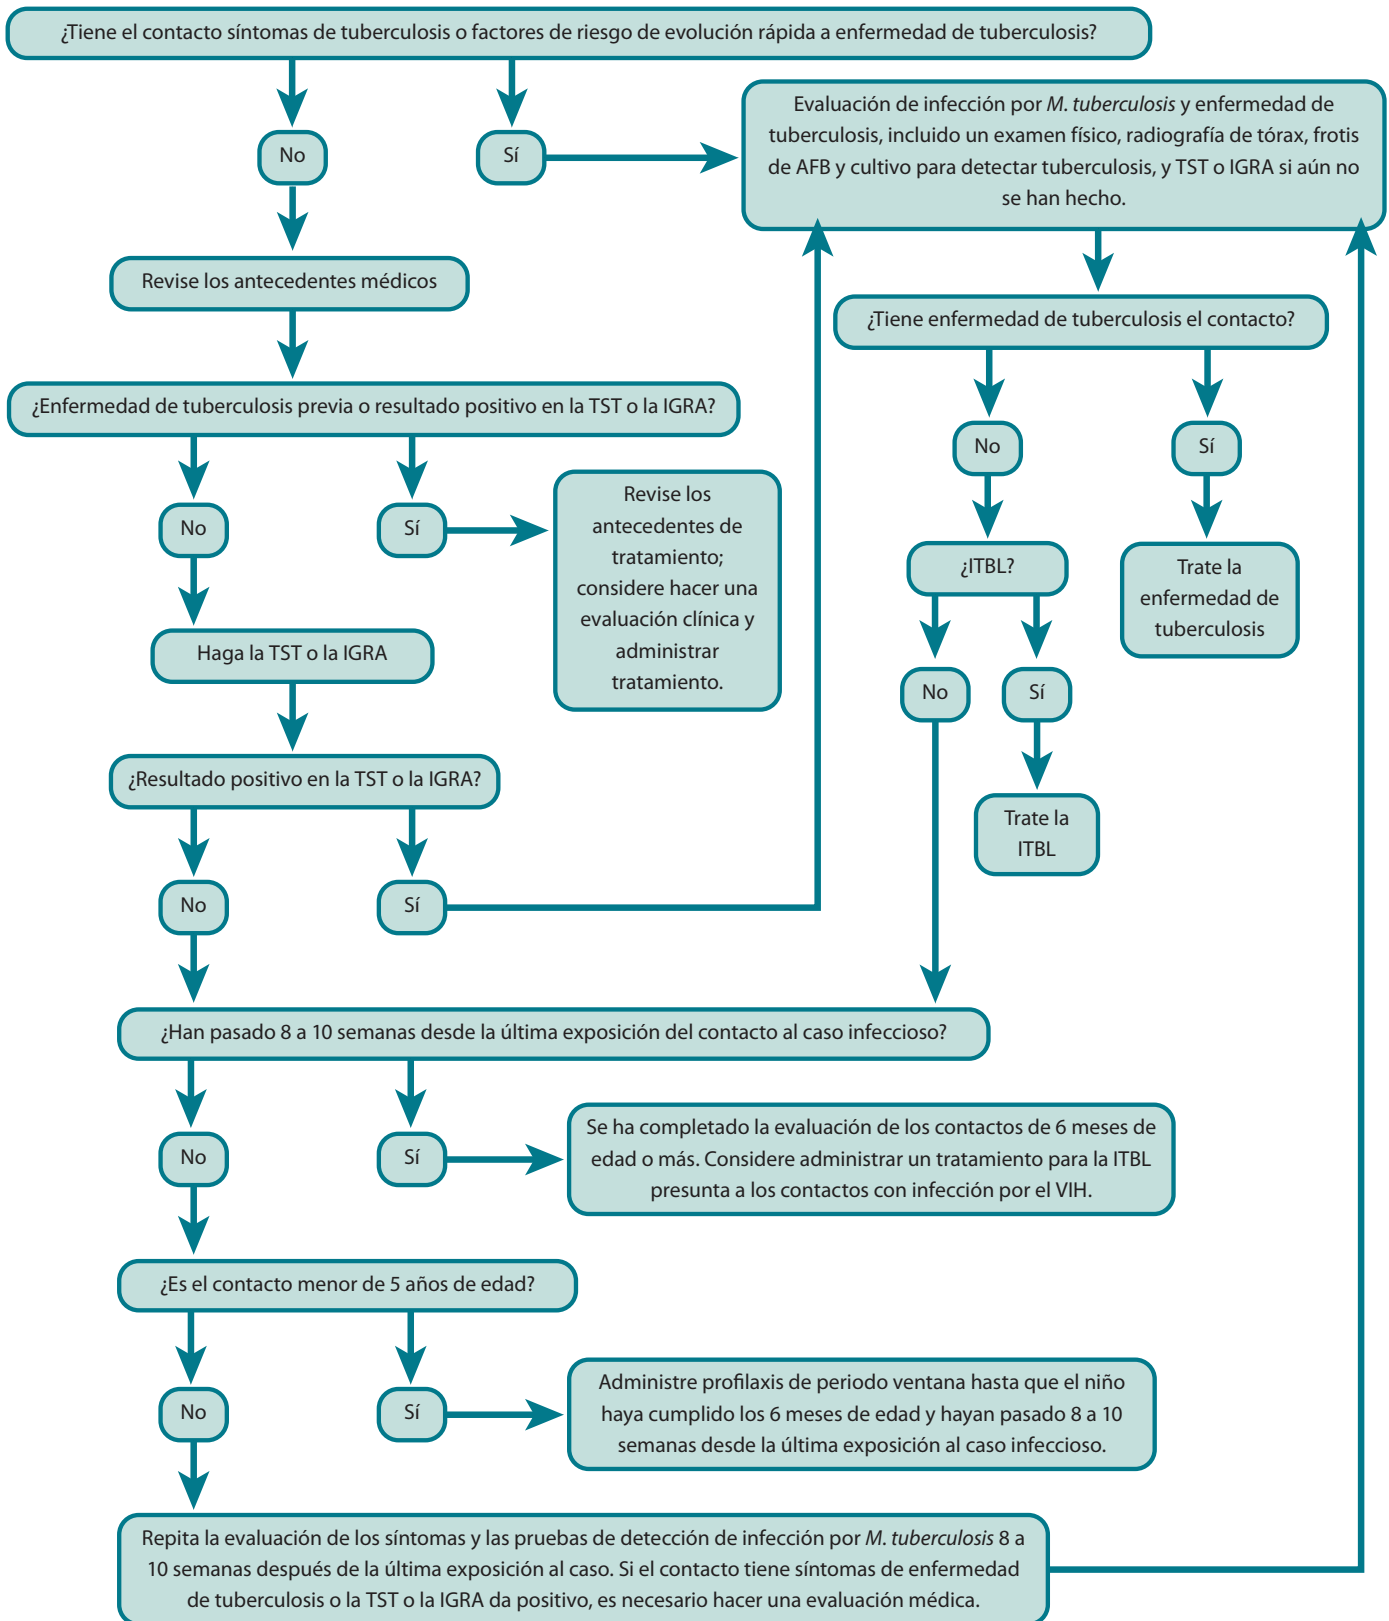 ¿Tiene el contacto síntomas de tuberculosis o factores de riesgo de evolución rápida a enfermedad de tuberculosis?
No
Sí
Evaluación de infección por M. tuberculosis y enfermedad de
tuberculosis, incluido un examen físico, radiografía de tórax, frotis
de AFB y cultivo para detectar tuberculosis, y TST o IGRA si aún no
se han hecho.
Revise los antecedentes médicos
¿Tiene enfermedad de tuberculosis el contacto?
¿Enfermedad de tuberculosis previa o resultado positivo en la TST o la IGRA?
No
Sí
No
Sí
Revise los
antecedentes de
tratamiento;
considere hacer una
evaluación clínica y
administrar
tratamiento.
¿ITBL?
Trate la
enfermedad de
tuberculosis
Haga la TST o la IGRA
No
Sí
¿Resultado positivo en la TST o la IGRA?
Trate la
ITBL
No
Sí
¿Han pasado 8 a 10 semanas desde la última exposición del contacto al caso infeccioso?
No
Sí
Se ha completado la evaluación de los contactos de 6 meses de
edad o más. Considere administrar un tratamiento para la ITBL
presunta a los contactos con infección por el VIH.
¿Es el contacto menor de 5 años de edad?
No
Sí
Administre profilaxis de periodo ventana hasta que el niño
haya cumplido los 6 meses de edad y hayan pasado 8 a 10
semanas desde la última exposición al caso infeccioso.
Repita la evaluación de los síntomas y las pruebas de detección de infección por M. tuberculosis 8 a
10 semanas después de la última exposición al caso. Si el contacto tiene síntomas de enfermedad
de tuberculosis o la TST o la IGRA da positivo, es necesario hacer una evaluación médica.